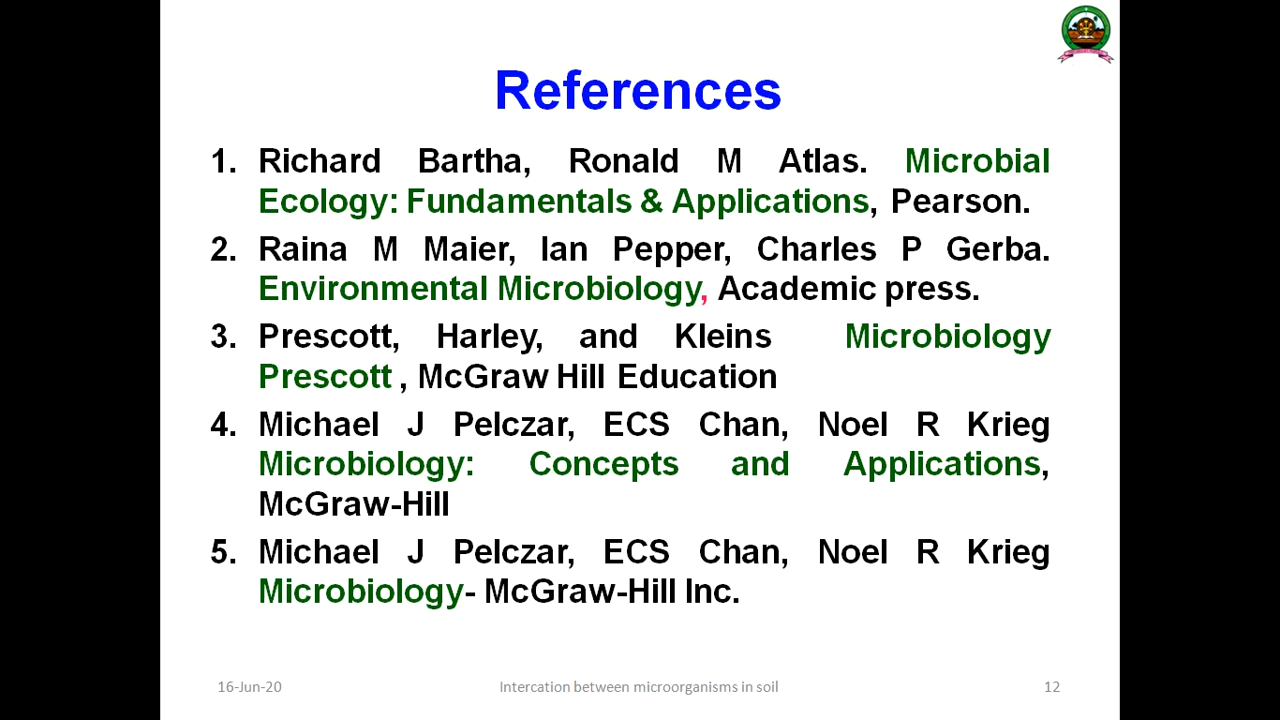 References
1. Richard Bartha, Ronald M Atlas. Microbial
Ecology: Fundamentals & Applications, Pearson.
2. Raina M Maier, Ian Pepper, Charles P Gerba.
Environmental Microbiology, Academic press.
3. Prescott, Harley, and Kleins Microbiology
Prescott , McGraw Hill Education
4. Michael J Pelczar, ECS Chan, Noel R Krieg
Microbiology: Concepts and Applications,
McGraw-Hill
5. Michael J Pelczar, ECS Chan, Noel R Krieg
Microbiology- McGraw-Hill Inc.
16-Jun-20
Intercation between microorganisms in soil
12